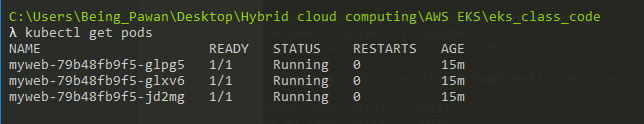 C:\Users\Being_Pawan\Desktop\Hybrid cloud computing\AWS EKS\eks_class_code
λ kubectl get pods
NAME READY STATUS RESTARTS AGE
myweb-79b48fb9f5-glpg5 1/1 Running 0 15m
myweb-79b48fb9f5-glxv6 1/1 Running 0 15m
myweb-79b48fb9f5-jd2mg 1/1 Running 0 15m